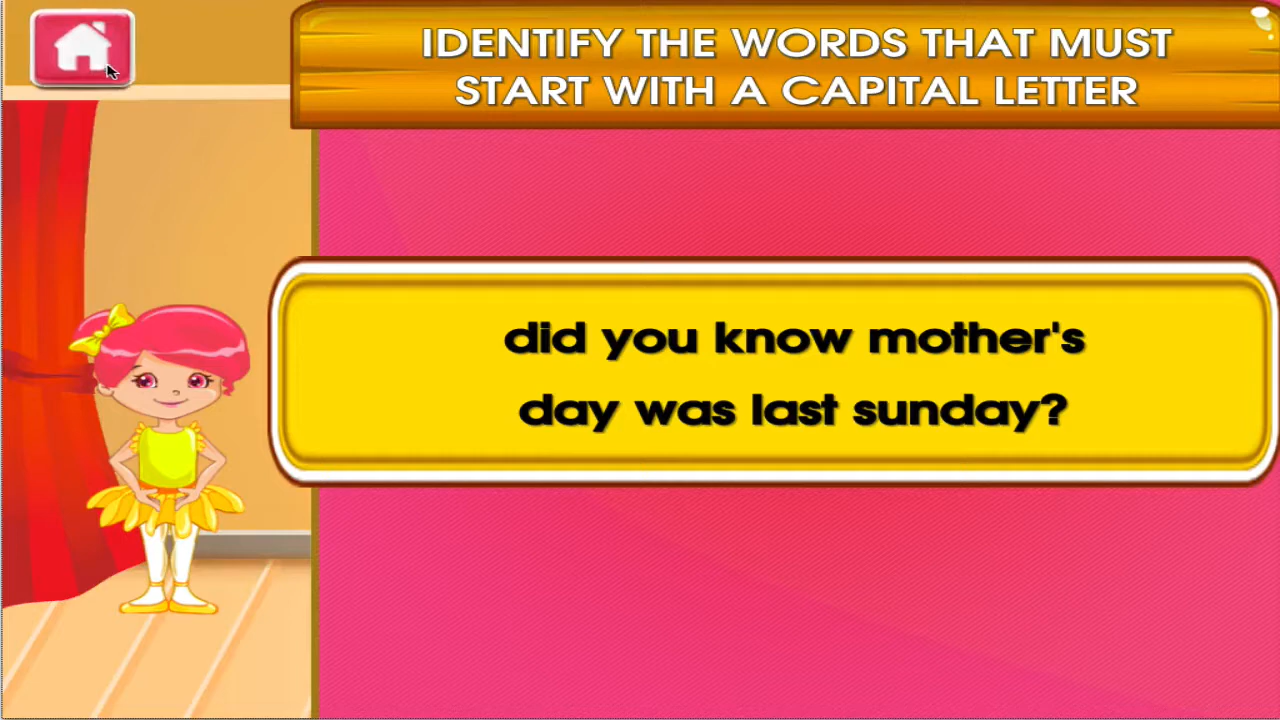 IDENTIFY THE WORDS THAT MUST
START WITH A CAPITAL LETTER
did you know mother's
day was last sunday?